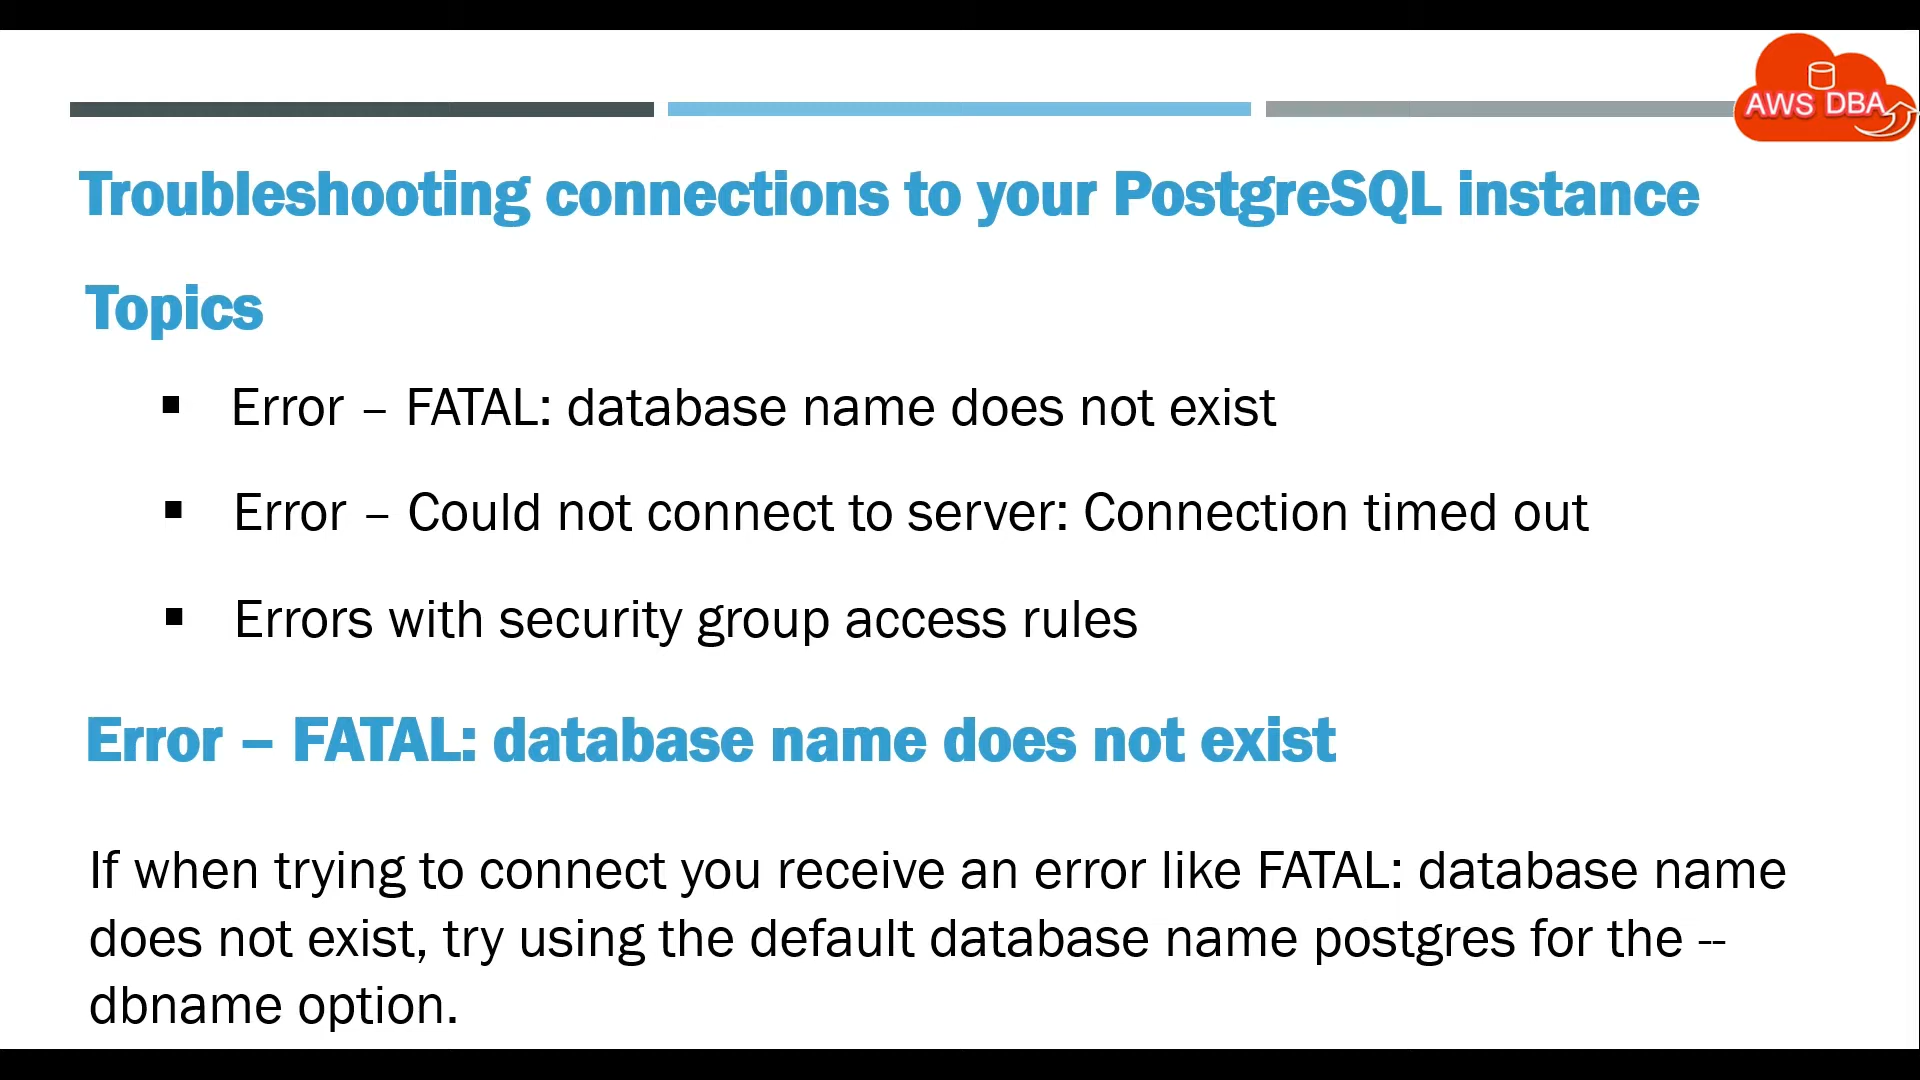 AWS DBA
Troubleshooting connections to your PostgreSQL instance
Topics
▪ Error – FATAL: database name does not exist
▪ Error – Could not connect to server: Connection timed out
▪ Errors with security group access rules
Error – FATAL: database name does not exist
If when trying to connect you receive an error like FATAL: database name
does not exist, try using the default database name postgres for the --
dbname option.